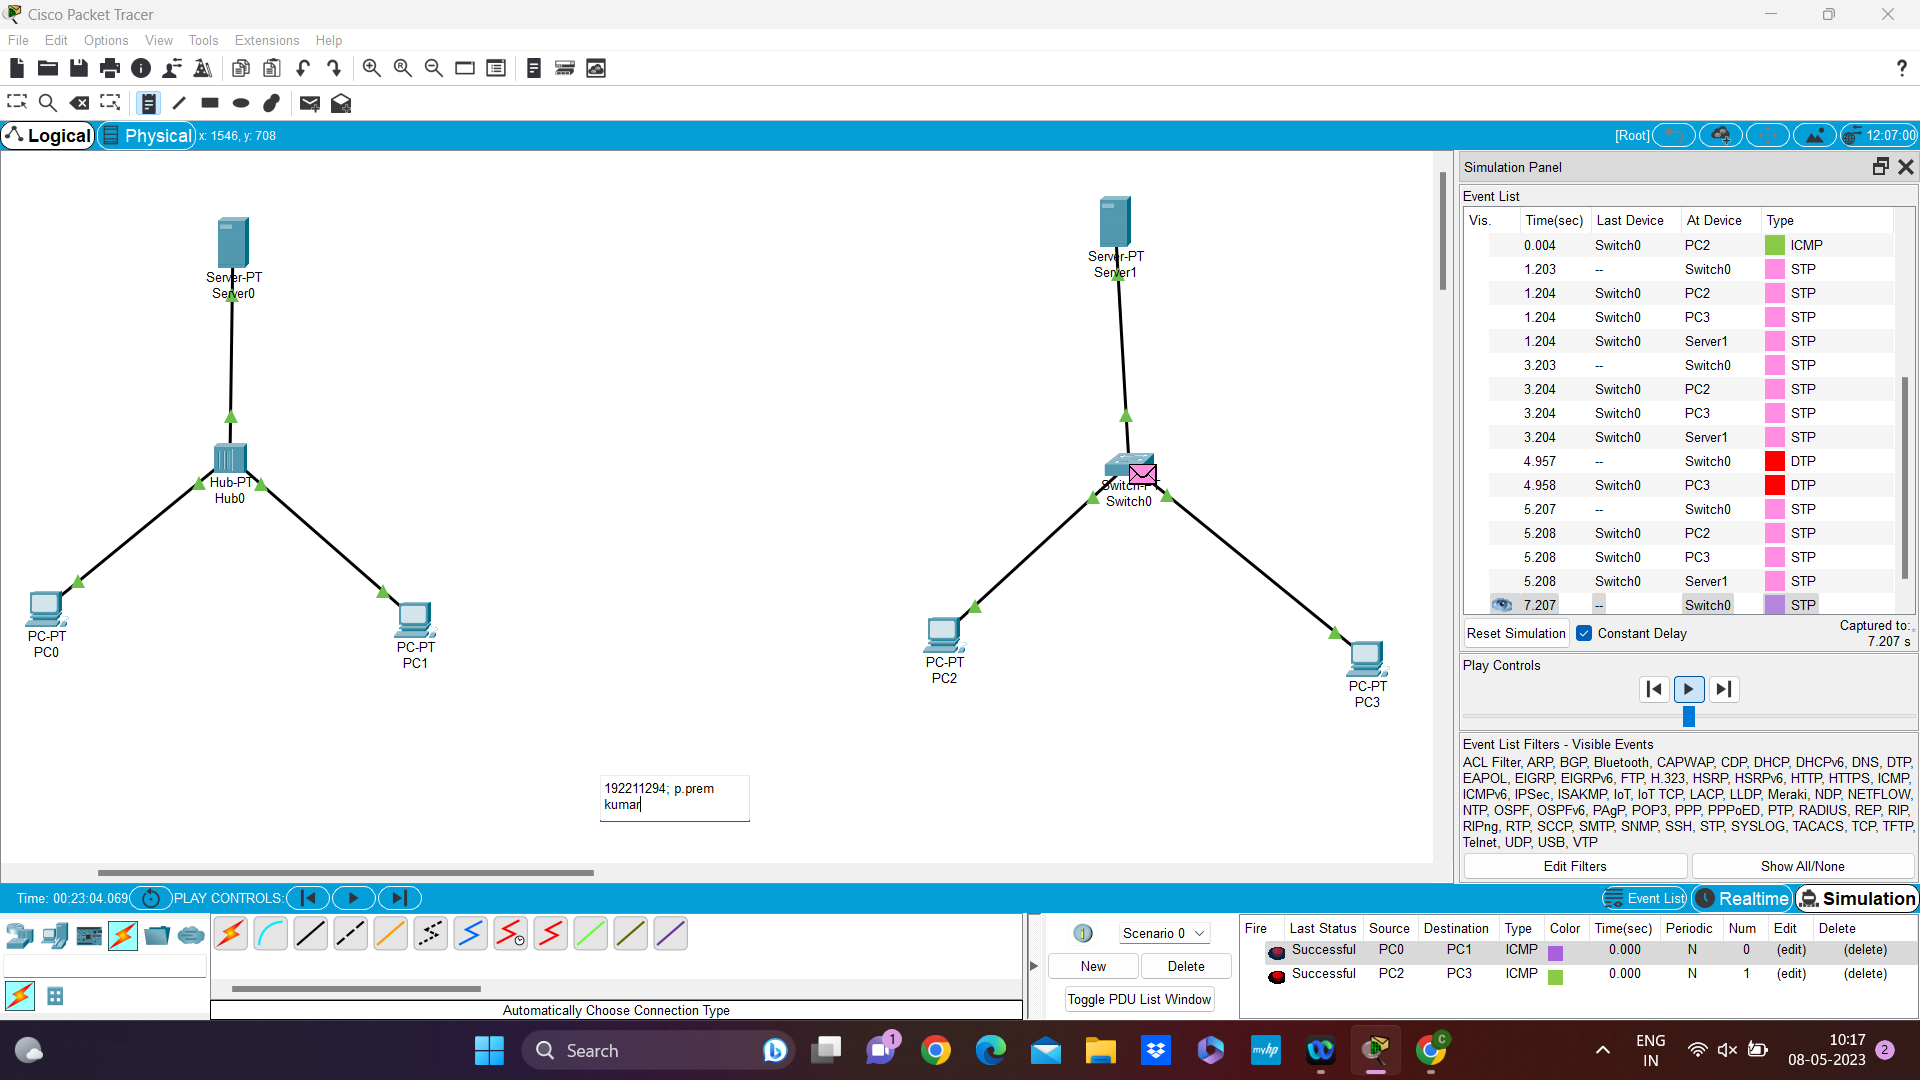 Cisco Packet Tracer
File Edit Options View Tools Extensions Help
Logical Physical x: 1546, y: 708
[Root] 12:07:00
Server-PT
Server0
Hub-PT
Hub0
PC-PT
PC0
PC-PT
PC1
Server-PT
Server1
Switch-PT
Switch0
PC-PT
PC2
PC-PT
PC3
192211294; p.prem
kumar
Simulation Panel
Event List
Vis. Time(sec) Last Device At Device Type
0.004 Switch0 PC2 ICMP
1.203 -- Switch0 STP
1.204 Switch0 PC2 STP
1.204 Switch0 PC3 STP
1.204 Switch0 Server1 STP
3.203 -- Switch0 STP
3.204 Switch0 PC2 STP
3.204 Switch0 PC3 STP
3.204 Switch0 Server1 STP
4.957 -- Switch0 DTP
4.958 Switch0 PC3 DTP
5.207 -- Switch0 STP
5.208 Switch0 PC2 STP
5.208 Switch0 PC3 STP
5.208 Switch0 Server1 STP
7.207 -- Switch0 STP
Reset Simulation Constant Delay Captured to:
7.207 s
Play Controls
Event List Filters - Visible Events
ACL Filter, ARP, BGP, Bluetooth, CAPWAP, CDP, DHCP, DHCPv6, DNS, DTP,
EAPOL, EIGRP, EIGRPv6, FTP, H.323, HSRP, HSRPv6, HTTP, HTTPS, ICMP,
ICMPv6, IPSec, ISAKMP, IoT, IoT TCP, LACP, LLDP, Meraki, NDP, NETFLOW,
NTP, OSPF, OSPFv6, PAgP, POP3, PPP, PPPoED, PTP, RADIUS, REP, RIP,
RIPng, RTP, SCCP, SMTP, SNMP, SSH, STP, SYSLOG, TACACS, TCP, TFTP,
Telnet, UDP, USB, VTP
Edit Filters Show All/None
Time: 00:23:04.069 PLAY CONTROLS: Event List Realtime Simulation
Automatically Choose Connection Type
Scenario 0
New Delete
Toggle PDU List Window
Fire Last Status Source Destination Type Color Time(sec) Periodic Num Edit Delete
Successful PC0 PC1 ICMP 0.000 N 0 (edit) (delete)
Successful PC2 PC3 ICMP 0.000 N 1 (edit) (delete)
Search
1
myhp
C
ENG
IN
10:17
08-05-2023
2